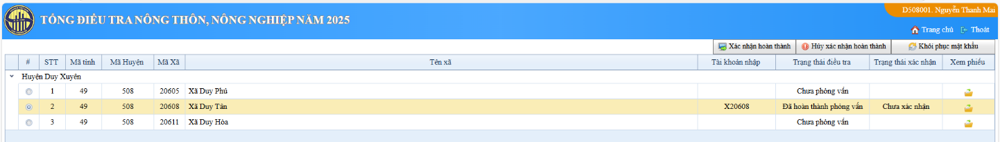 D508001. Nguyễn Thanh Mai
TỔNG ĐIỀU TRA NÔNG THÔN, NÔNG NGHIỆP NĂM 2025
Trang chủ Thoát
Xác nhận hoàn thành Hủy xác nhận hoàn thành Khôi phục mật khẩu
# STT Mã tỉnh Mã Huyện Mã Xã Tên xã Tài khoản nhập Trạng thái điều tra Trạng thái xác nhận Xem phiếu
Huyện Duy Xuyên
1 49 508 20605 Xã Duy Phú Chưa phỏng vấn
2 49 508 20608 Xã Duy Tân X20608 Đã hoàn thành phỏng vấn Chưa xác nhận
3 49 508 20611 Xã Duy Hòa Chưa phỏng vấn